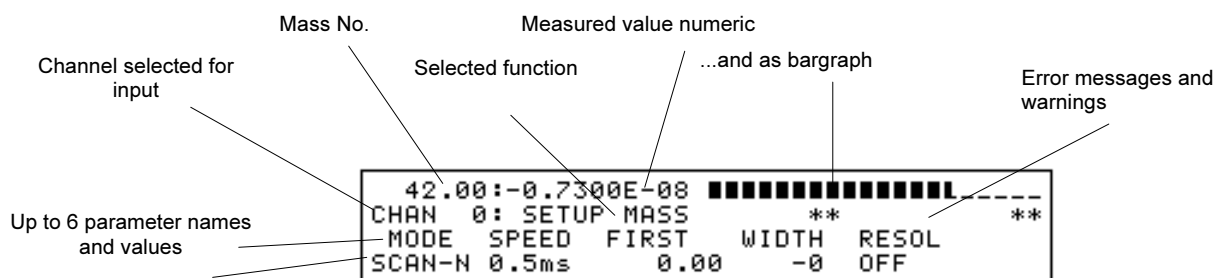 Mass No.
Measured value numeric
Channel selected for
input
Selected function
...and as bargraph
Error messages and
warnings
42.00:-0.7300E-08
CHAN 0: SETUP MASS ** **
Up to 6 parameter names
and values
MODE SPEED FIRST WIDTH RESOL
SCAN-N 0.5ms 0.00 -0 OFF